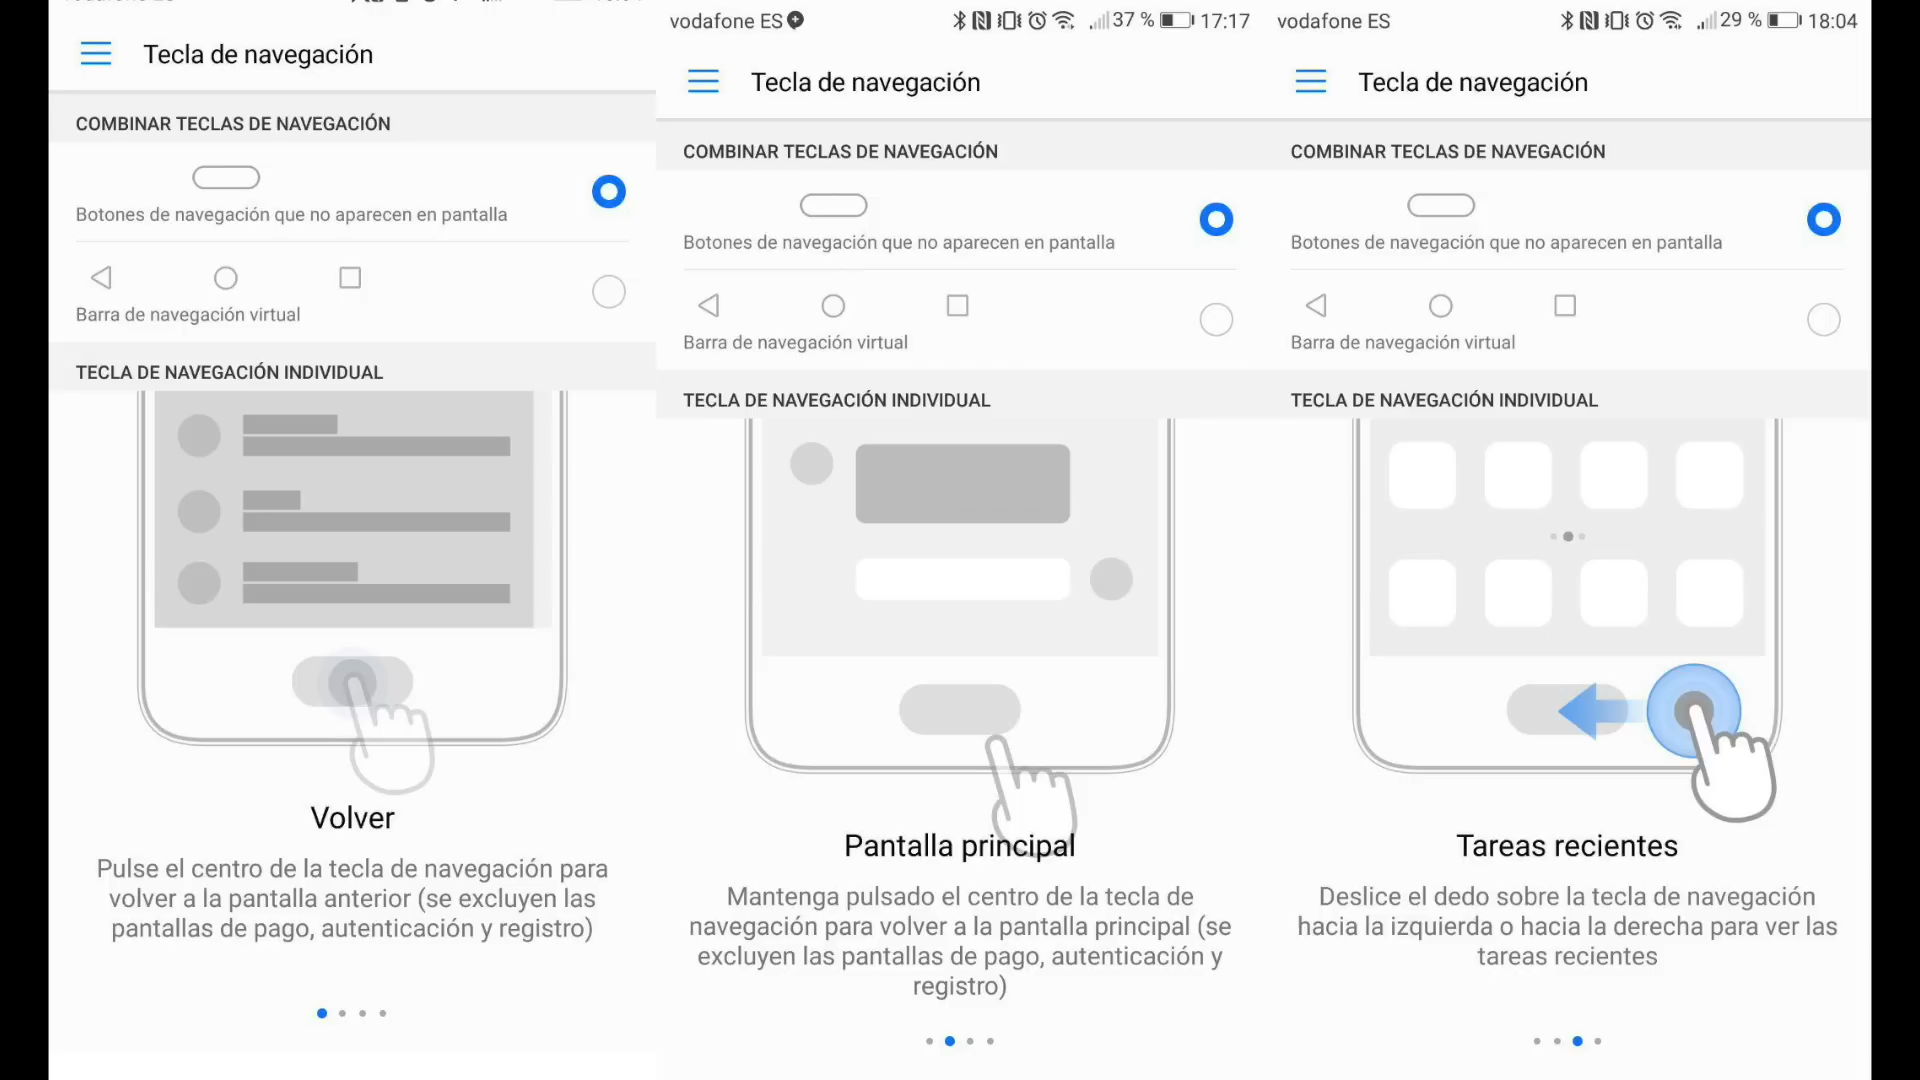 Tecla de navegación
COMBINAR TECLAS DE NAVEGACIÓN
Botones de navegación que no aparecen en pantalla
Barra de navegación virtual
TECLA DE NAVEGACIÓN INDIVIDUAL
Volver
Pulse el centro de la tecla de navegación para
volver a la pantalla anterior (se excluyen las
pantallas de pago, autenticación y registro)
vodafone ES 37 % 17:17
Tecla de navegación
COMBINAR TECLAS DE NAVEGACIÓN
Botones de navegación que no aparecen en pantalla
Barra de navegación virtual
TECLA DE NAVEGACIÓN INDIVIDUAL
Pantalla principal
Mantenga pulsado el centro de la tecla de
navegación para volver a la pantalla principal (se
excluyen las pantallas de pago, autenticación y
registro)
vodafone ES 29 % 18:04
Tecla de navegación
COMBINAR TECLAS DE NAVEGACIÓN
Botones de navegación que no aparecen en pantalla
Barra de navegación virtual
TECLA DE NAVEGACIÓN INDIVIDUAL
Tareas recientes
Deslice el dedo sobre la tecla de navegación
hacia la izquierda o hacia la derecha para ver las
tareas recientes